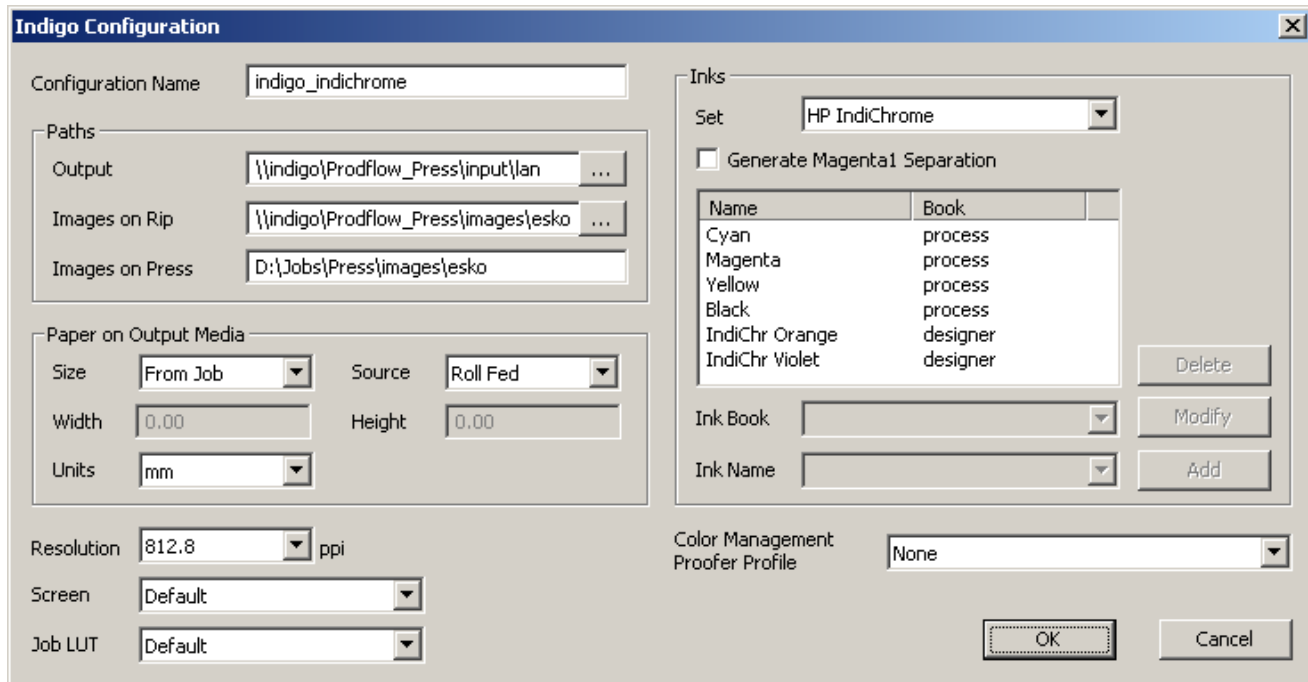 Indigo Configuration
Configuration Name indigo_indichrome
Paths
Output \\indigo\Prodflow_Press\input\lan ...
Images on Rip \\indigo\Prodflow_Press\images\esko ...
Images on Press D:\Jobs\Press\images\esko
Paper on Output Media
Size From Job Source Roll Fed
Width 0.00 Height 0.00
Units mm
Resolution 812.8 ppi
Screen Default
Job LUT Default
Inks
Set HP IndiChrome
Generate Magenta1 Separation
Name Book
Cyan process
Magenta process
Yellow process
Black process
IndiChr Orange designer
IndiChr Violet designer
Delete
Ink Book Modify
Ink Name Add
Color Management
Proofer Profile None
OK Cancel